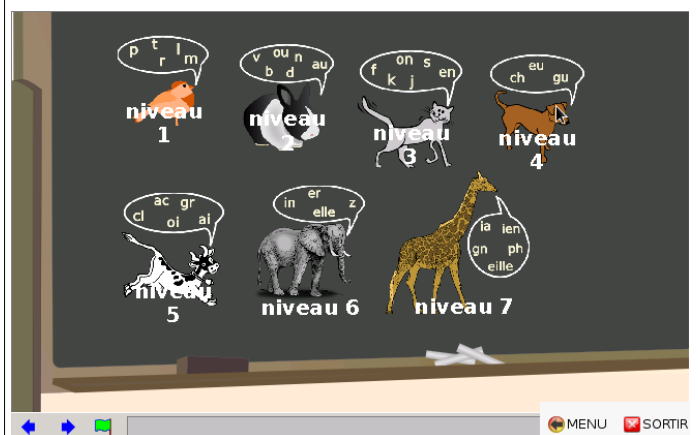 p t l
r m
niveau
1
v ou n
b d au
niveau
2
f on s
k j en
niveau
3
eu
ch gu
niveau
4
ac gr
cl oi ai
niveau
5
in er
elle z
niveau 6
ia ien
gn ph
eille
niveau 7
MENU SORTIR